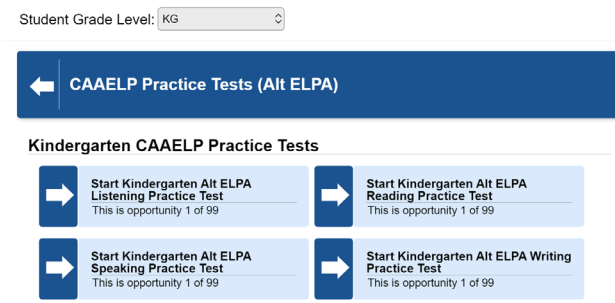 Student Grade Level: KG
CAAELP Practice Tests (Alt ELPA)
Kindergarten CAAELP Practice Tests
Start Kindergarten Alt ELPA
Listening Practice Test
This is opportunity 1 of 99
Start Kindergarten Alt ELPA
Reading Practice Test
This is opportunity 1 of 99
Start Kindergarten Alt ELPA
Speaking Practice Test
This is opportunity 1 of 99
Start Kindergarten Alt ELPA Writing
Practice Test
This is opportunity 1 of 99